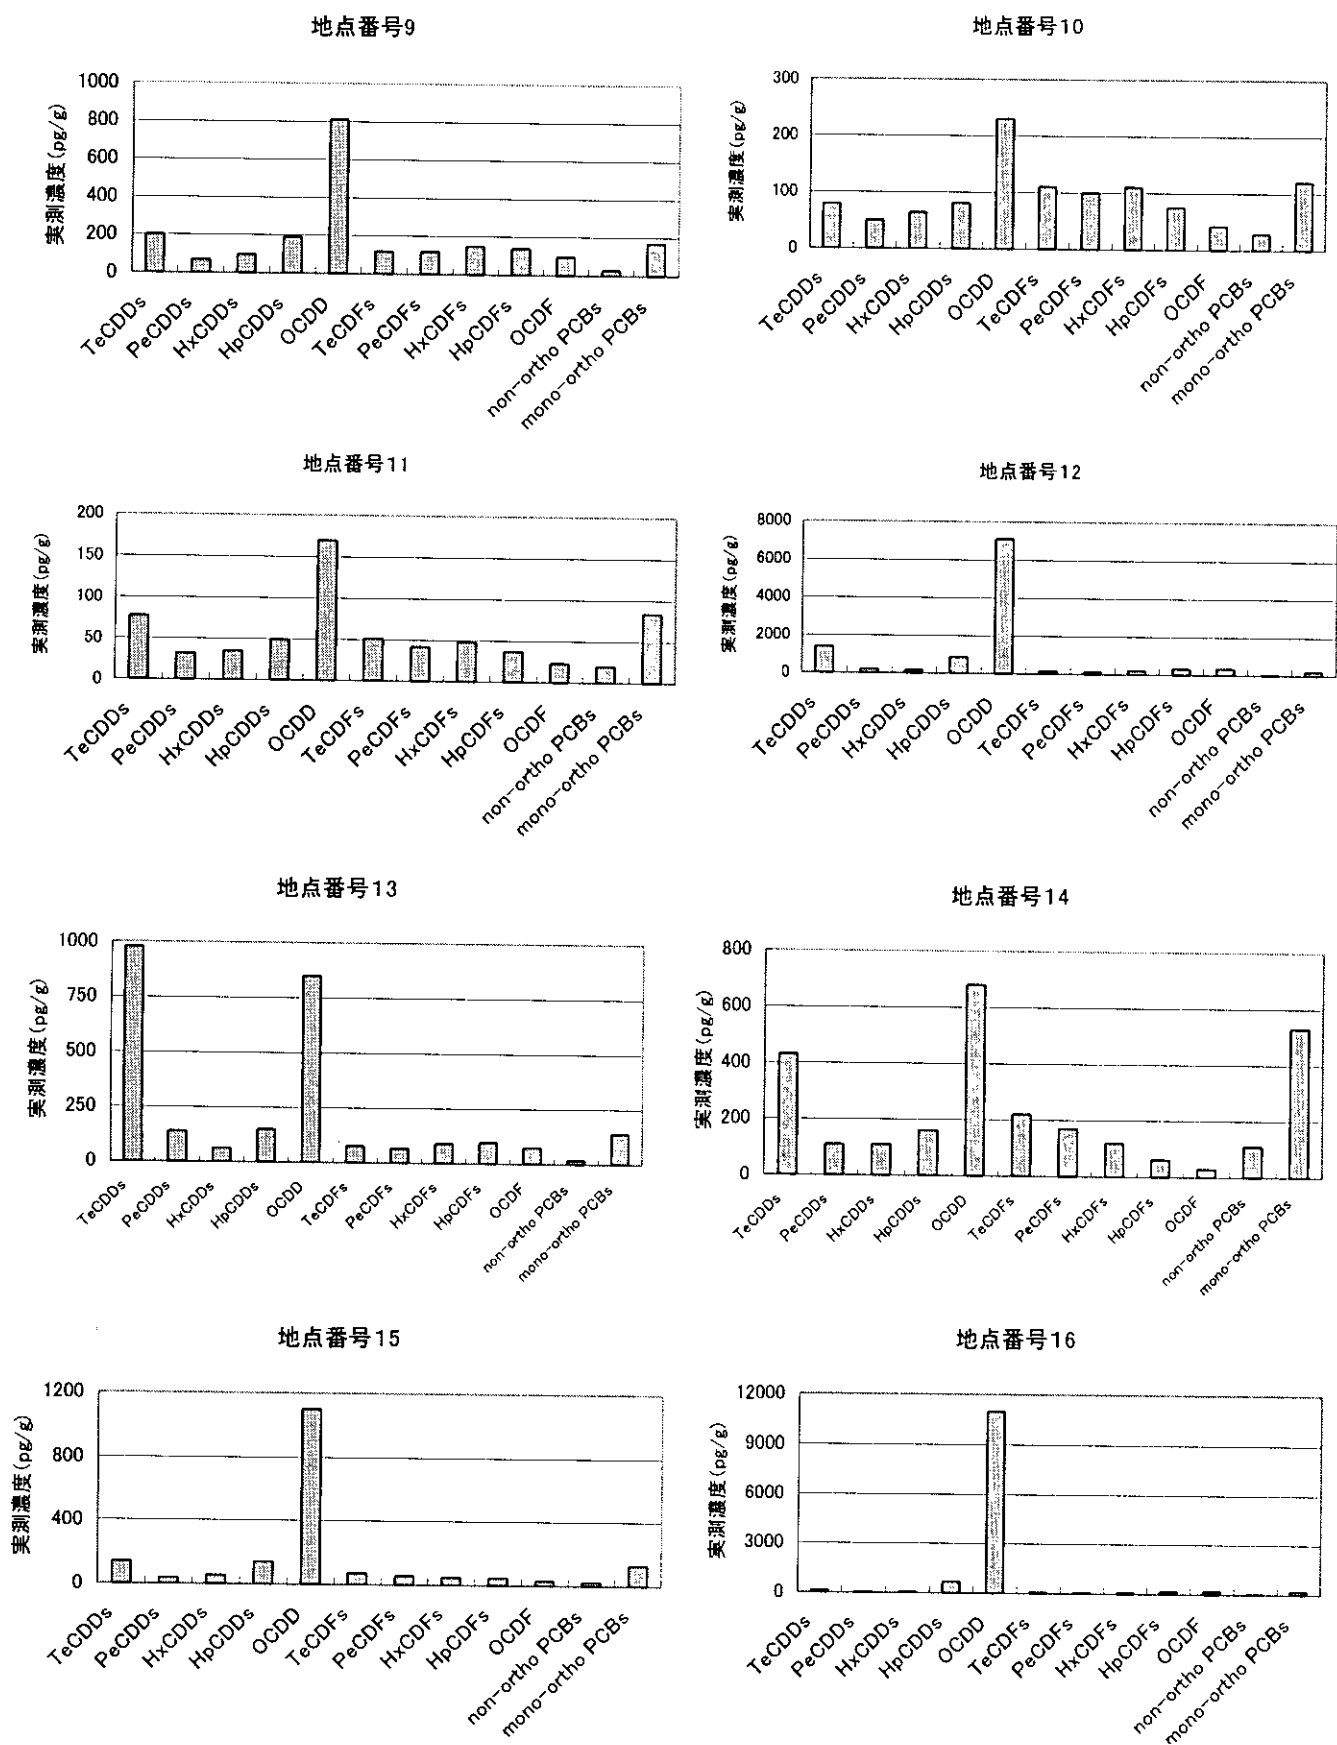 地点番号9
実測濃度(pg/g)
1000
800
600
400
200
0
TeCDDs
PeCDDs
HxCDDs
HpCDDs
OCDD
TeCDFs
PeCDFs
HxCDFs
HpCDFs
OCDF
non-ortho PCBs
mono-ortho PCBs
地点番号10
実測濃度(pg/g)
300
200
100
0
TeCDDs
PeCDDs
HxCDDs
HpCDDs
OCDD
TeCDFs
PeCDFs
HxCDFs
HpCDFs
OCDF
non-ortho PCBs
mono-ortho PCBs
地点番号11
実測濃度(pg/g)
200
150
100
50
0
TeCDDs
PeCDDs
HxCDDs
HpCDDs
OCDD
TeCDFs
PeCDFs
HxCDFs
HpCDFs
OCDF
non-ortho PCBs
mono-ortho PCBs
地点番号12
実測濃度(pg/g)
8000
6000
4000
2000
0
TeCDDs
PeCDDs
HxCDDs
HpCDDs
OCDD
TeCDFs
PeCDFs
HxCDFs
HpCDFs
OCDF
non-ortho PCBs
mono-ortho PCBs
地点番号13
実測濃度(pg/g)
1000
750
500
250
0
TeCDDs
PeCDDs
HxCDDs
HpCDDs
OCDD
TeCDFs
PeCDFs
HxCDFs
HpCDFs
OCDF
non-ortho PCBs
mono-ortho PCBs
地点番号14
実測濃度(pg/g)
800
600
400
200
0
TeCDDs
PeCDDs
HxCDDs
HpCDDs
OCDD
TeCDFs
PeCDFs
HxCDFs
HpCDFs
OCDF
non-ortho PCBs
mono-ortho PCBs
地点番号15
実測濃度(pg/g)
1200
800
400
0
TeCDDs
PeCDDs
HxCDDs
HpCDDs
OCDD
TeCDFs
PeCDFs
HxCDFs
HpCDFs
OCDF
non-ortho PCBs
mono-ortho PCBs
地点番号16
実測濃度(pg/g)
12000
9000
6000
3000
0
TeCDDs
PeCDDs
HxCDDs
HpCDDs
OCDD
TeCDFs
PeCDFs
HxCDFs
HpCDFs
OCDF
non-ortho PCBs
mono-ortho PCBs